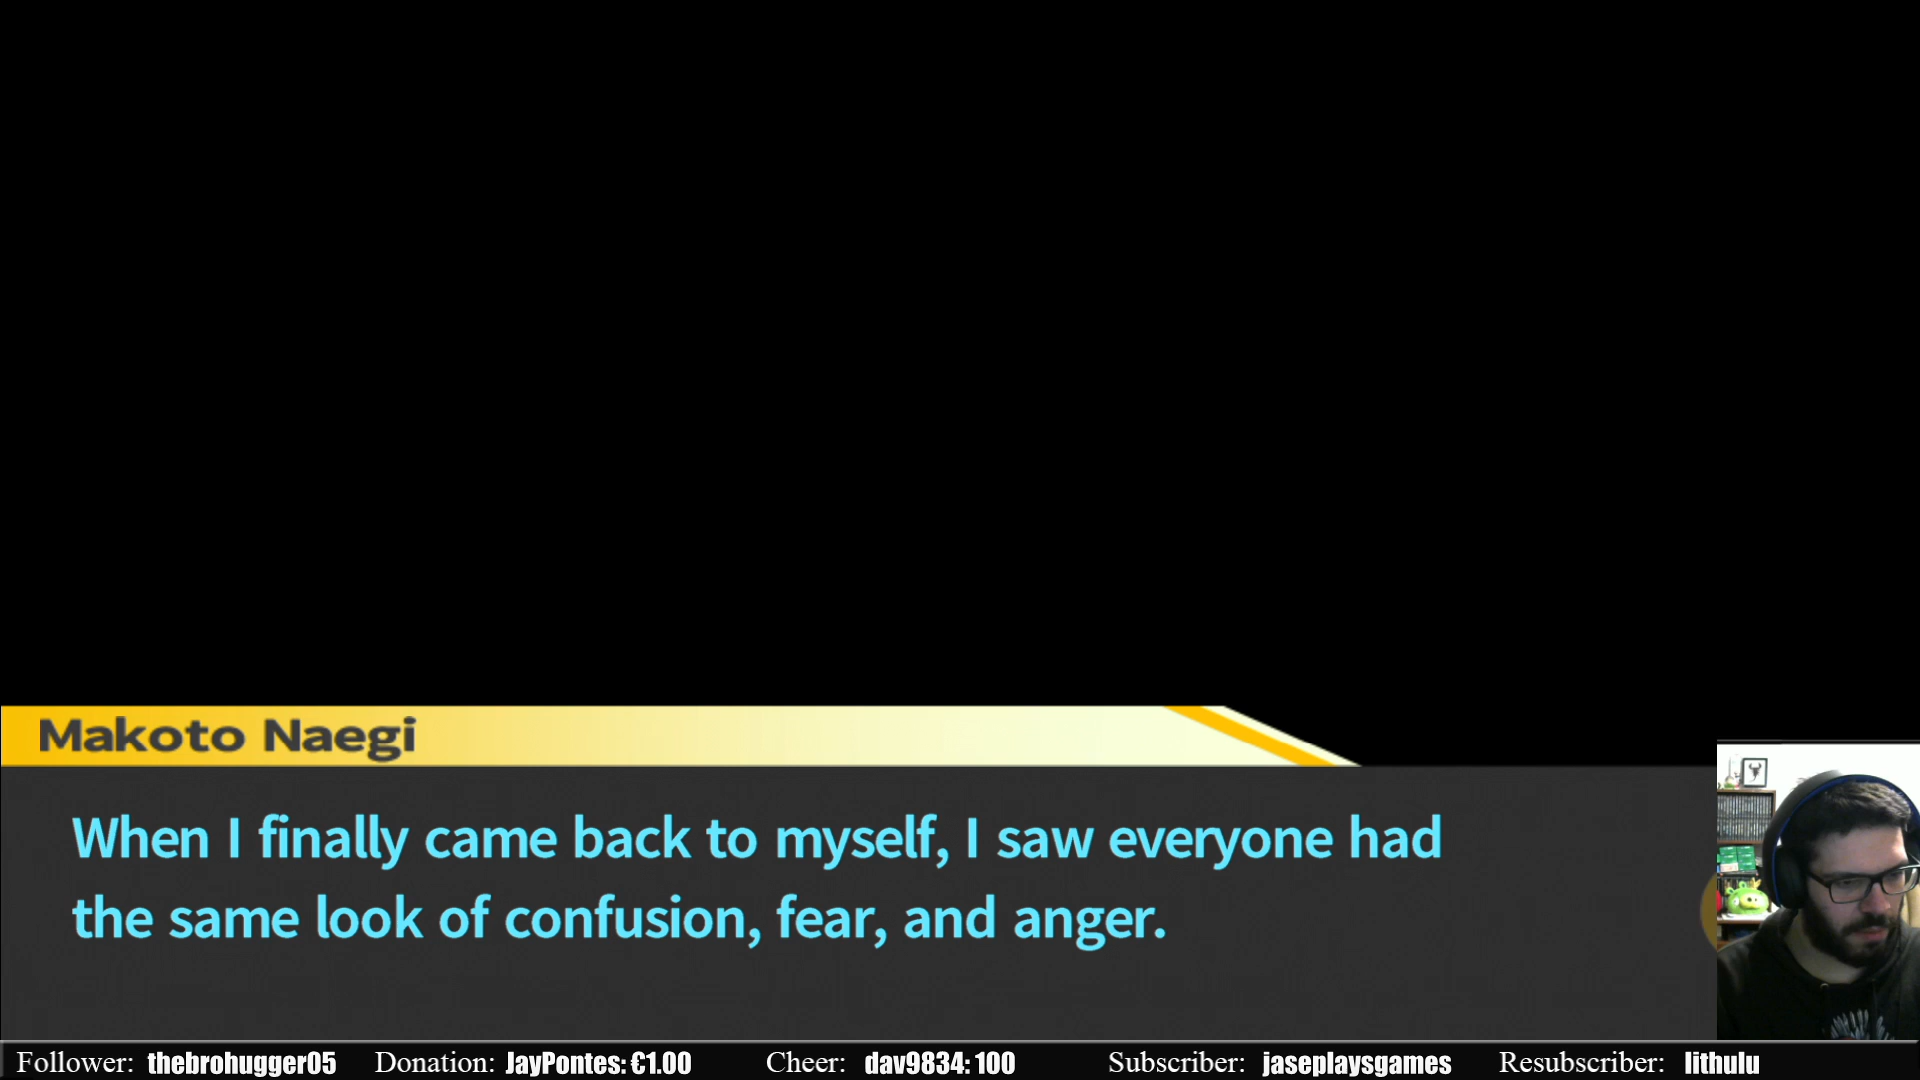 Makoto Naegi
When I finally came back to myself, I saw everyone had
the same look of confusion, fear, and anger.
Follower: thebrohugger05 Donation: JayPontes: €1.00 Cheer: dav9834: 100 Subscriber: jaseplaysgames Resubscriber: lithulu